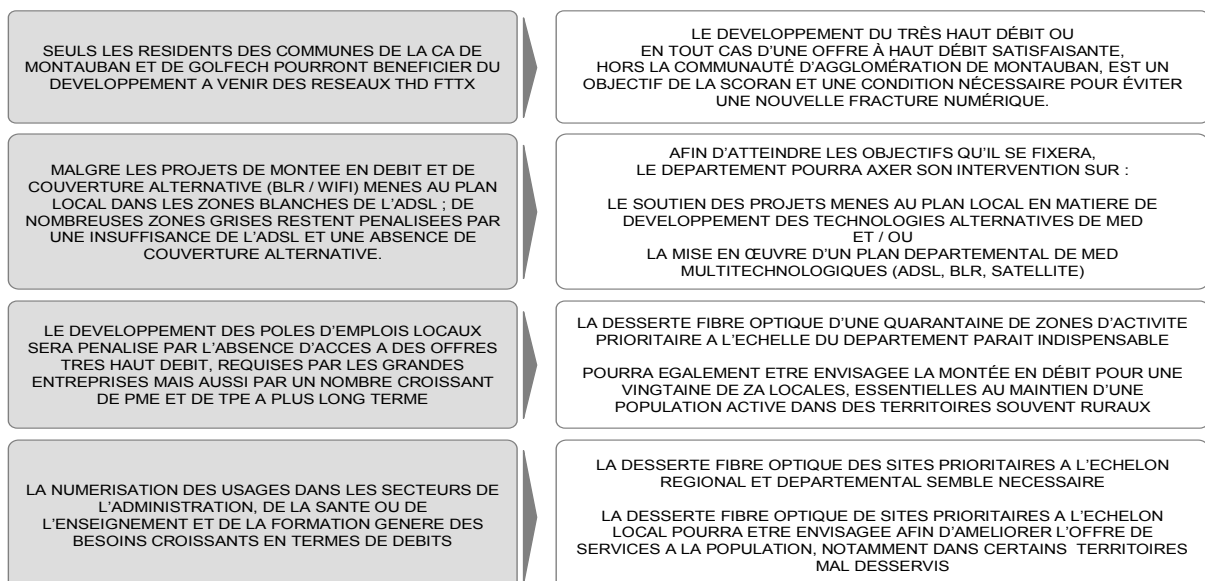 SEULS LES RESIDENTS DES COMMUNES DE LA CA DE
MONTAUBAN ET DE GOLFECH POURRONT BENEFICIER DU
DEVELOPPEMENT A VENIR DES RESEAUX THD FTTX
LE DEVELOPPEMENT DU TRÈS HAUT DÉBIT OU
EN TOUT CAS D'UNE OFFRE À HAUT DÉBIT SATISFAISANTE,
HORS LA COMMUNAUTÉ D'AGGLOMÉRATION DE MONTAUBAN, EST UN
OBJECTIF DE LA SCORAN ET UNE CONDITION NÉCESSAIRE POUR ÉVITER
UNE NOUVELLE FRACTURE NUMÉRIQUE.
MALGRE LES PROJETS DE MONTEE EN DEBIT ET DE
COUVERTURE ALTERNATIVE (BLR / WIFI) MENES AU PLAN
LOCAL DANS LES ZONES BLANCHES DE L'ADSL ; DE
NOMBREUSES ZONES GRISES RESTENT PENALISEES PAR
UNE INSUFFISANCE DE L'ADSL ET UNE ABSENCE DE
COUVERTURE ALTERNATIVE.
AFIN D'ATTEINDRE LES OBJECTIFS QU'IL SE FIXERA,
LE DEPARTEMENT POURRA AXER SON INTERVENTION SUR :
LE SOUTIEN DES PROJETS MENES AU PLAN LOCAL EN MATIERE DE
DEVELOPPEMENT DES TECHNOLOGIES ALTERNATIVES DE MED
ET / OU
LA MISE EN ŒUVRE D'UN PLAN DEPARTEMENTAL DE MED
MULTITECHNOLOGIQUES (ADSL, BLR, SATELLITE)
LE DEVELOPPEMENT DES POLES D'EMPLOIS LOCAUX
SERA PENALISE PAR L'ABSENCE D'ACCES A DES OFFRES
TRES HAUT DEBIT, REQUISES PAR LES GRANDES
ENTREPRISES MAIS AUSSI PAR UN NOMBRE CROISSANT
DE PME ET DE TPE A PLUS LONG TERME
LA DESSERTE FIBRE OPTIQUE D'UNE QUARANTAINE DE ZONES D'ACTIVITE
PRIORITAIRE A L'ECHELLE DU DEPARTEMENT PARAIT INDISPENSABLE
POURRA EGALEMENT ETRE ENVISAGEE LA MONTÉE EN DÉBIT POUR UNE
VINGTAINE DE ZA LOCALES, ESSENTIELLES AU MAINTIEN D'UNE
POPULATION ACTIVE DANS DES TERRITOIRES SOUVENT RURAUX
LA NUMERISATION DES USAGES DANS LES SECTEURS DE
L'ADMINISTRATION, DE LA SANTE OU DE
L'ENSEIGNEMENT ET DE LA FORMATION GENERE DES
BESOINS CROISSANTS EN TERMES DE DEBITS
LA DESSERTE FIBRE OPTIQUE DES SITES PRIORITAIRES A L'ECHELON
REGIONAL ET DEPARTEMENTAL SEMBLE NECESSAIRE
LA DESSERTE FIBRE OPTIQUE DE SITES PRIORITAIRES A L'ECHELON
LOCAL POURRA ETRE ENVISAGEE AFIN D'AMELIORER L'OFFRE DE
SERVICES A LA POPULATION, NOTAMMENT DANS CERTAINS TERRITOIRES
MAL DESSERVIS